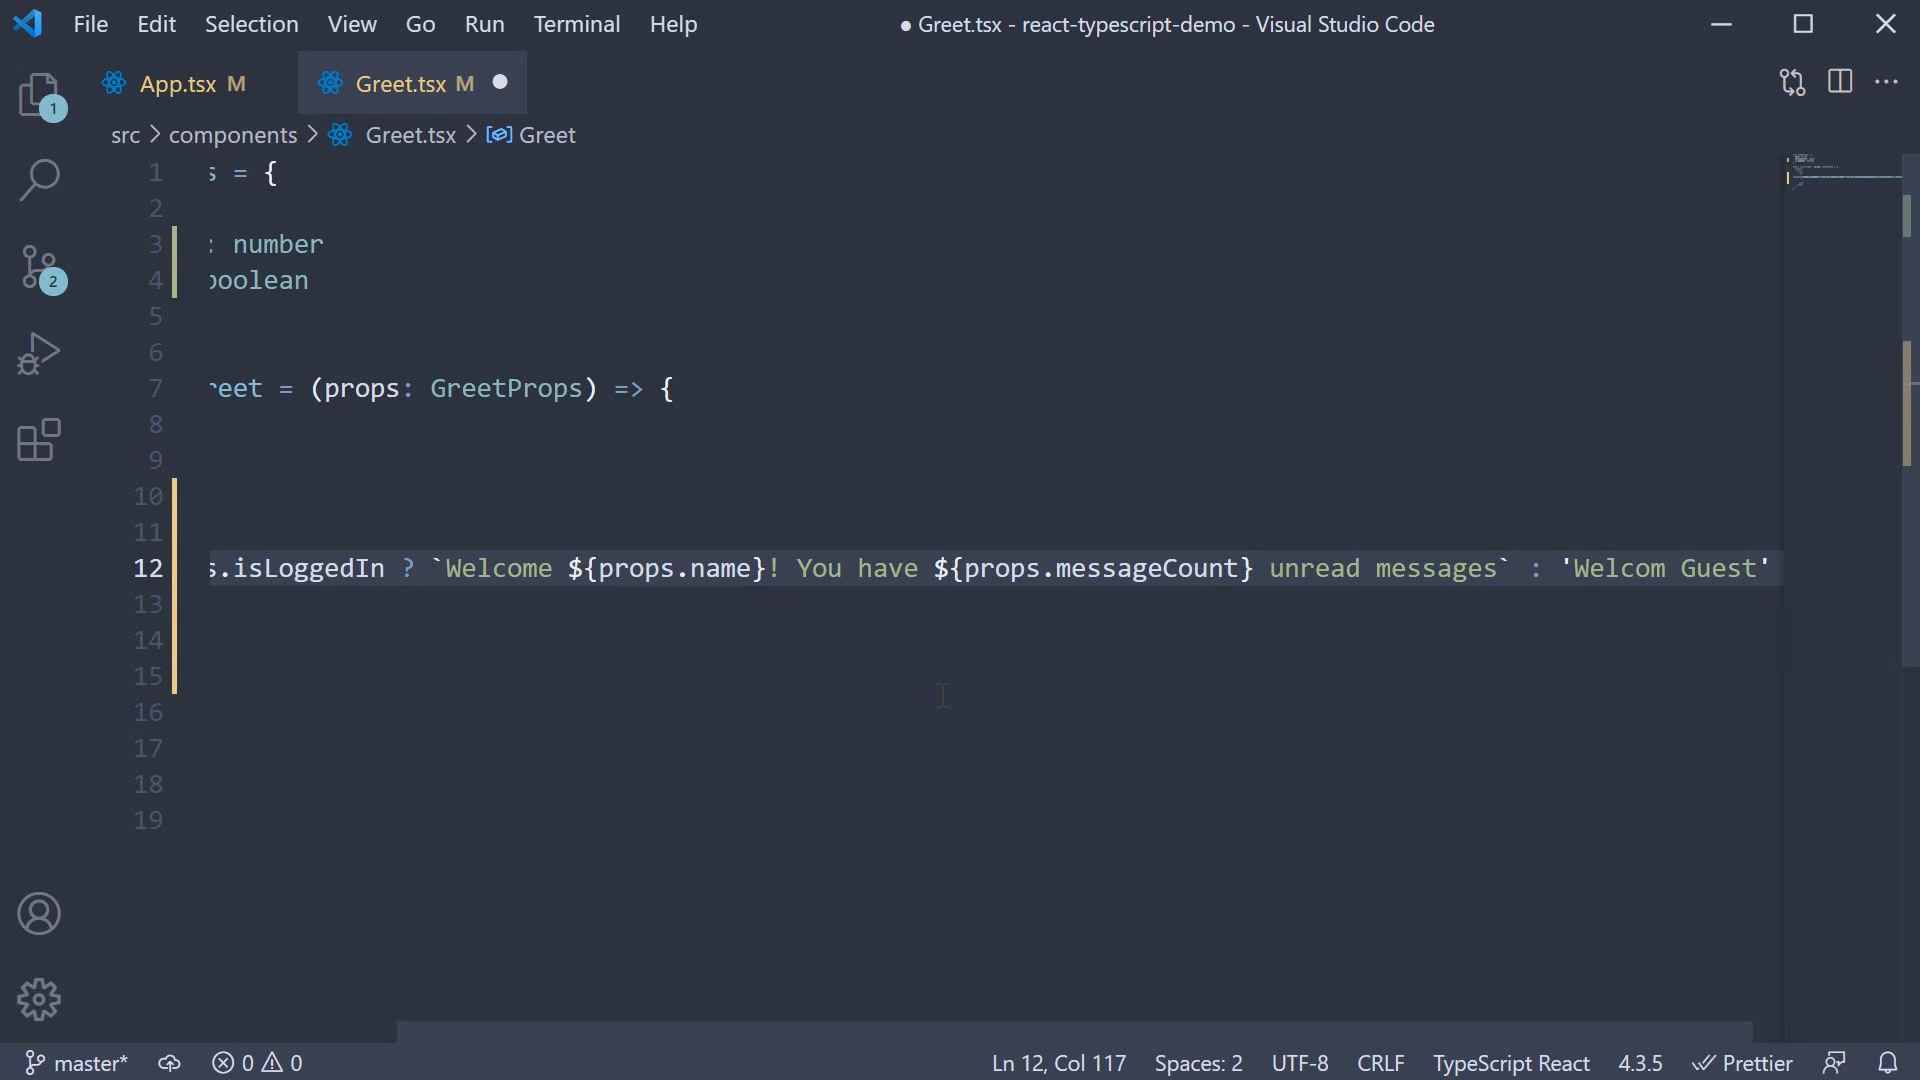 File Edit Selection View Go Run Terminal Help
● Greet.tsx - react-typescript-demo - Visual Studio Code
App.tsx M
Greet.tsx M
src > components > Greet.tsx > Greet
1 s = {
2
3 : number
4 boolean
5
6
7 reet = (props: GreetProps) => {
8
9
10
11
12 s.isLoggedIn ? `Welcome ${props.name}! You have ${props.messageCount} unread messages` : 'Welcom Guest'
13
14
15
16
17
18
19
1
2
master* 0 0 Ln 12, Col 117 Spaces: 2 UTF-8 CRLF TypeScript React 4.3.5 Prettier